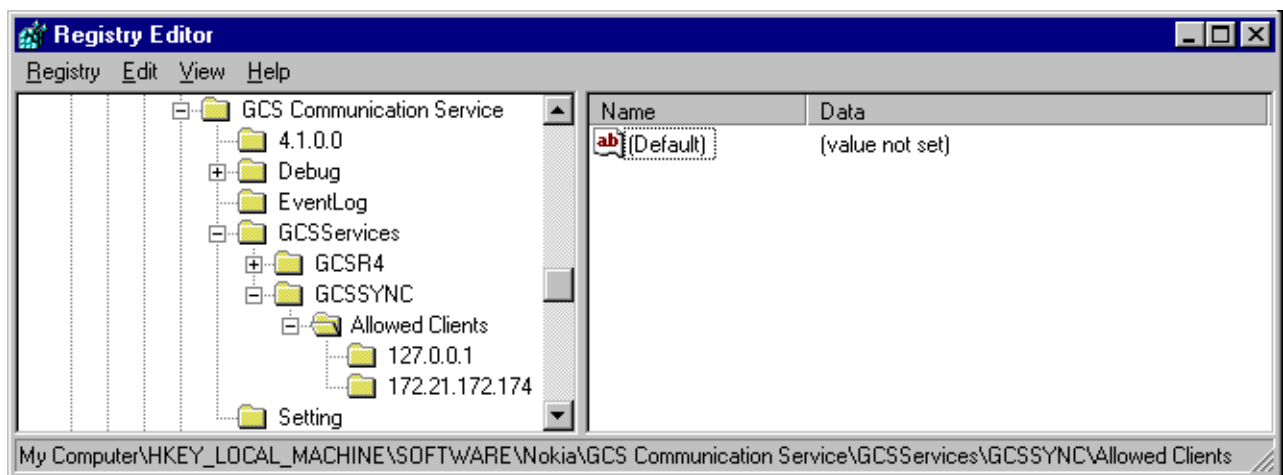 Registry Editor
Registry Edit View Help
GCS Communication Service
4.1.0.0
Debug
EventLog
GCSServices
GCSR4
GCSSYNC
Allowed Clients
127.0.0.1
172.21.172.174
Setting
Name Data
ab (Default) (value not set)
My Computer\HKEY_LOCAL_MACHINE\SOFTWARE\Nokia\GCS Communication Service\GCSServices\GCSSYNC\Allowed Clients